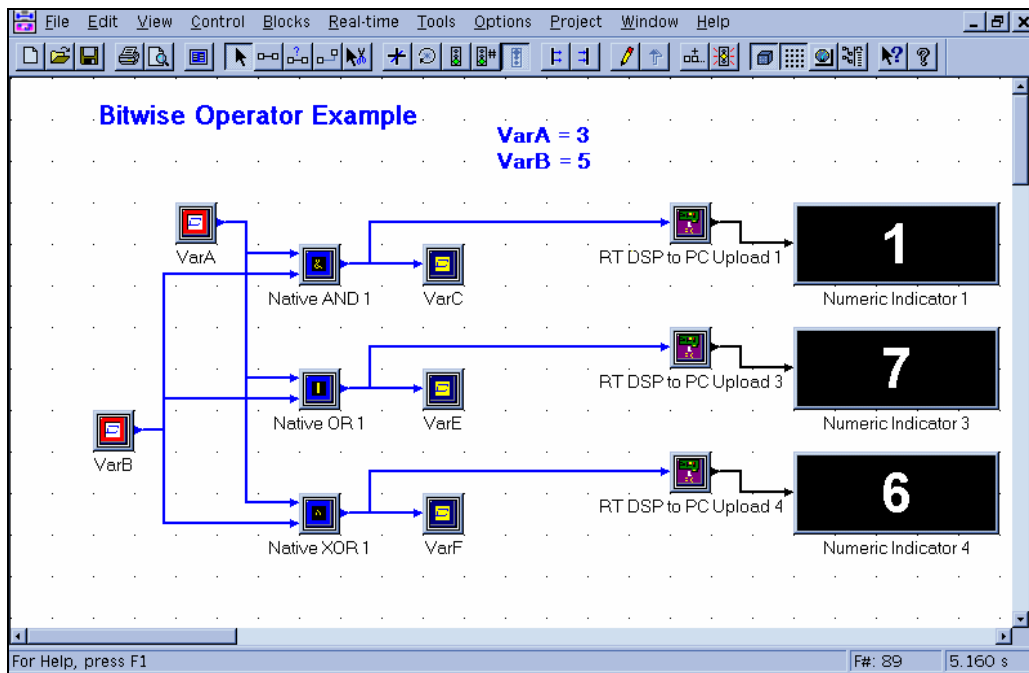 File Edit View Control Blocks Real-time Tools Options Project Window Help
Bitwise Operator Example
VarA = 3
VarB = 5
VarA
RT DSP to PC Upload 1
1
Native AND 1
VarC
Numeric Indicator 1
RT DSP to PC Upload 3
7
Native OR 1
VarE
Numeric Indicator 3
VarB
RT DSP to PC Upload 4
6
Native XOR 1
VarF
Numeric Indicator 4
For Help, press F1
F#: 89
5.160 s